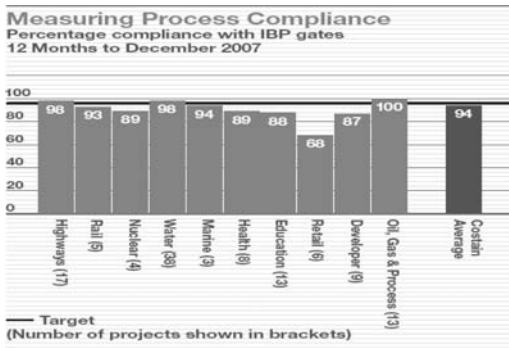 Measuring Process Compliance
Percentage compliance with IBP gates
12 Months to December 2007
100
80
60
40
20
0
98
93
89
98
94
89
88
68
87
100
94
Highways (17)
Rail (5)
Nuclear (4)
Water (36)
Marine (3)
Health (8)
Education (13)
Retail (6)
Developer (9)
Oil, Gas & Process (13)
Costain
Average
Target
(Number of projects shown in brackets)